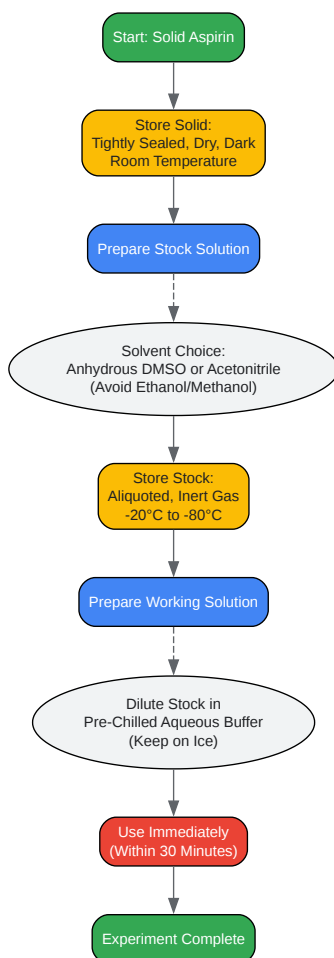 Start: Solid Aspirin
Store Solid:
Tightly Sealed, Dry, Dark
Room Temperature
Prepare Stock Solution
Solvent Choice:
Anhydrous DMSO or Acetonitrile
(Avoid Ethanol/Methanol)
Store Stock:
Aliquoted, Inert Gas
-20°C to -80°C
Prepare Working Solution
Dilute Stock in
Pre-Chilled Aqueous Buffer
(Keep on Ice)
Use Immediately
(Within 30 Minutes)
Experiment Complete